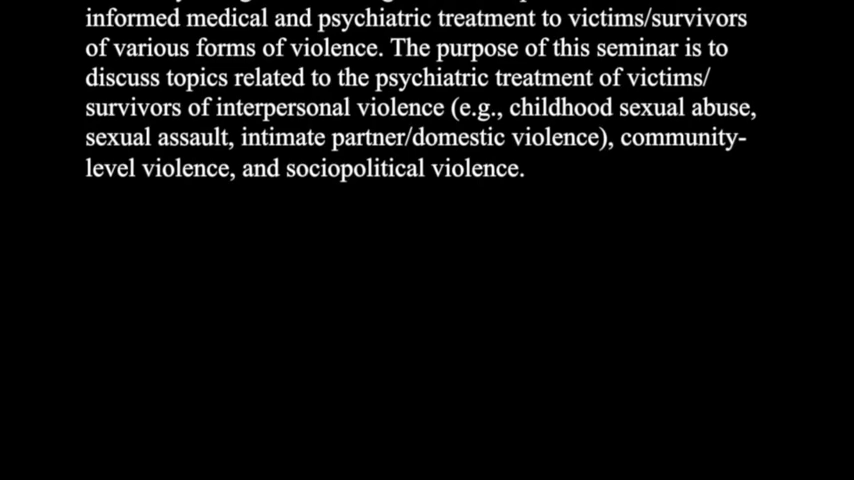 informed medical and psychiatric treatment to victims/survivors
of various forms of violence. The purpose of this seminar is to
discuss topics related to the psychiatric treatment of victims/
survivors of interpersonal violence (e.g., childhood sexual abuse,
sexual assault, intimate partner/domestic violence), community-
level violence, and sociopolitical violence.